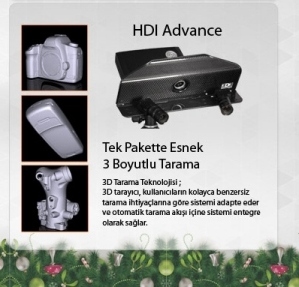 HDI Advance
Tek Pakette Esnek
3 Boyutlu Tarama
3D Tarama Teknolojisi ;
3D tarayıcı, kullanıcıların kolayca benzersiz
tarama ihtiyaçlarına göre sistemi adapte eder
ve otomatik tarama akışı içine sistemi entegre
olarak sağlar.